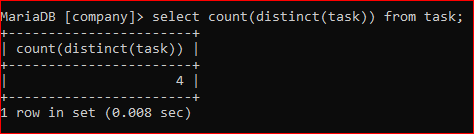 MariaDB [company]> select count(distinct(task)) from task;
+-----------------------+
| count(distinct(task)) |
+-----------------------+
|                     4 |
+-----------------------+
1 row in set (0.008 sec)